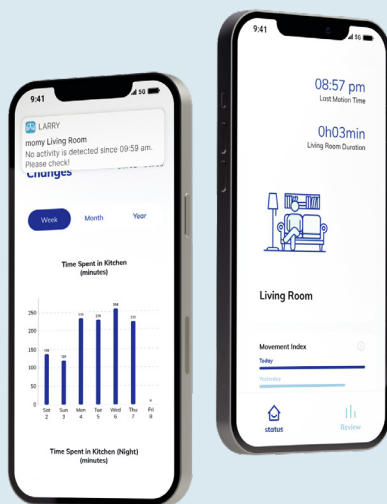 9:41
5G
LARRY
momy Living Room
No activity is detected since 09:59 am.
Please check!
Changes
Week
Month
Year
Time Spent in Kitchen
(minutes)
250
200
150
100
50
0
Sat
2
Sun
3
Mon
4
Tue
5
Wed
6
Thu
7
Fri
8
Time Spent in Kitchen (Night)
(minutes)
9:41
5G
08:57 pm
Last Motion Time
0h03min
Living Room Duration
Living Room
Movement Index
Today
Yesterday
status
Review